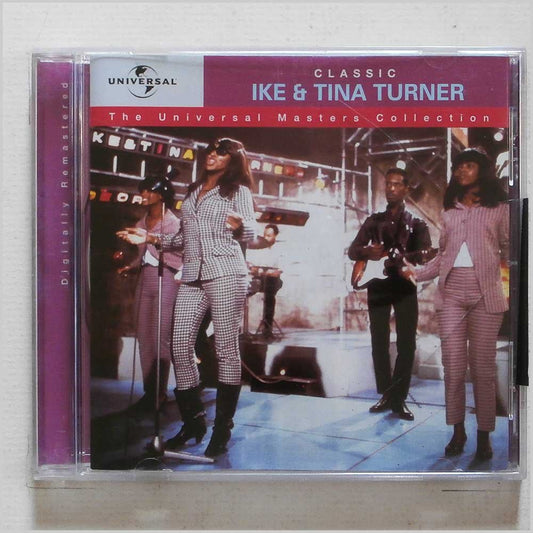 UNIVERSAL
CLASSIC
IKE & TINA TURNER
The Universal Masters Collection
Digitally Remastered